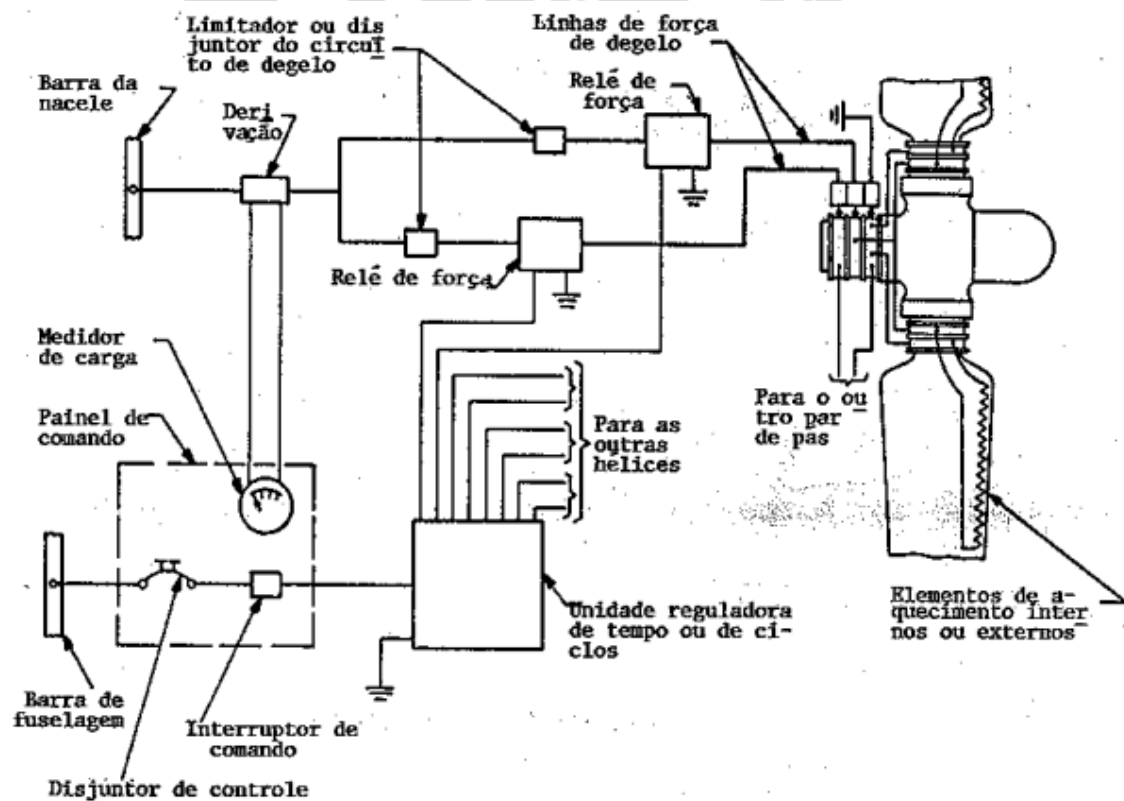 Limitador ou dis
juntor do circuí
to de degelo
Linhas de força
de degelo
Barra da
nacele
Deri
vação
Relé de
força
Relé de força
Medidor
de carga
Painel de
comando
Para as
outras
helices
Para o ou
tro par
de pas
Elementos de a-
quecimento inter
nos ou externos
Unidade reguladora
de tempo ou de ci-
clos
Barra de
fuselagem
Interruptor de
comando
Disjuntor de controle